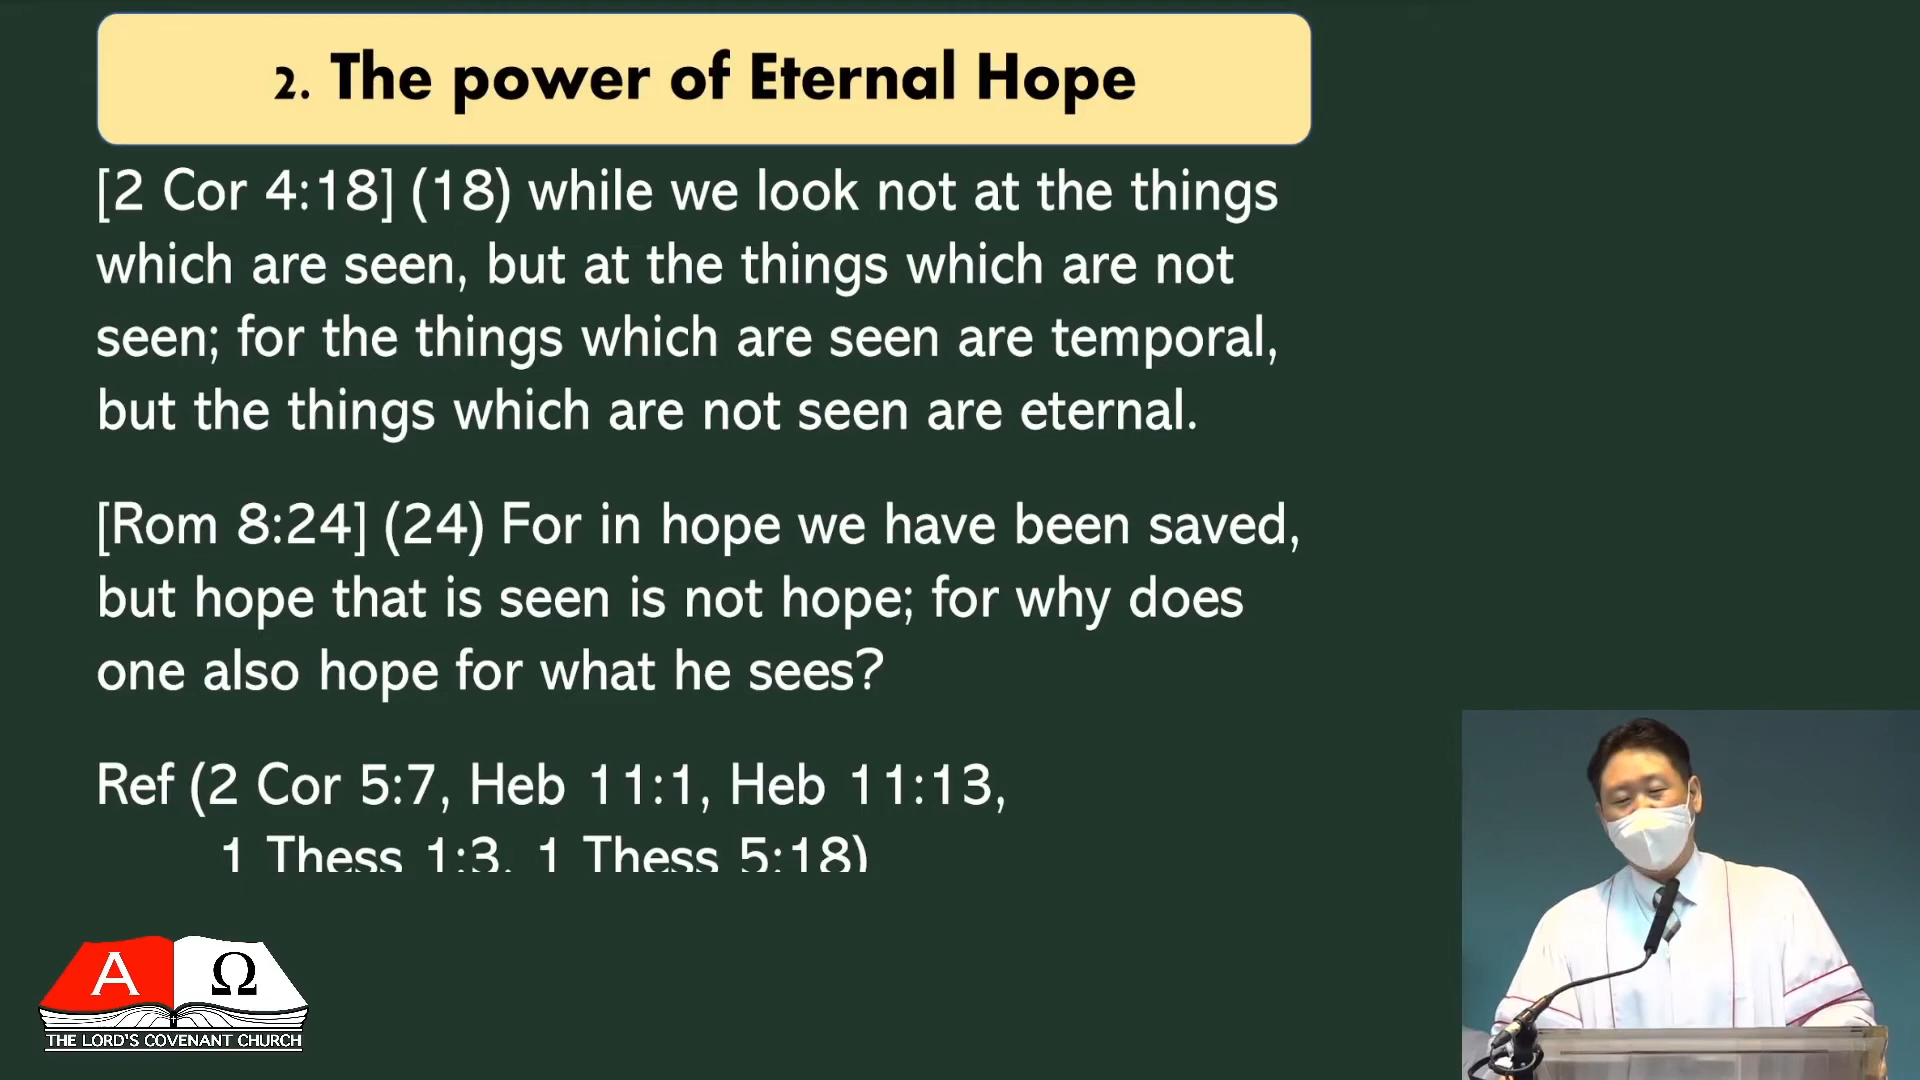 2. The power of Eternal Hope
[2 Cor 4:18] (18) while we look not at the things
which are seen, but at the things which are not
seen; for the things which are seen are temporal,
but the things which are not seen are eternal.
[Rom 8:24] (24) For in hope we have been saved,
but hope that is seen is not hope; for why does
one also hope for what he sees?
Ref (2 Cor 5:7, Heb 11:1, Heb 11:13,
1 Thess 1:3, 1 Thess 5:18)
Α Ω
THE LORD'S COVENANT CHURCH